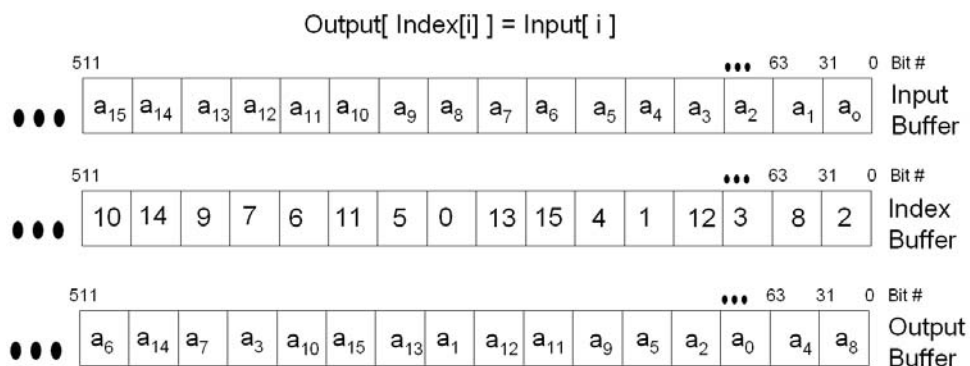 Output[ Index[i] ] = Input[ i ]
511 ••• 63 31 0 Bit #
••• a₁₅ a₁₄ a₁₃ a₁₂ a₁₁ a₁₀ a₉ a₈ a₇ a₆ a₅ a₄ a₃ a₂ a₁ a₀ Input
Buffer
511 ••• 63 31 0 Bit #
••• 10 14 9 7 6 11 5 0 13 15 4 1 12 3 8 2 Index
Buffer
511 ••• 63 31 0 Bit #
••• a₆ a₁₄ a₇ a₃ a₁₀ a₁₅ a₁₃ a₁ a₁₂ a₁₁ a₉ a₅ a₂ a₀ a₄ a₈ Output
Buffer